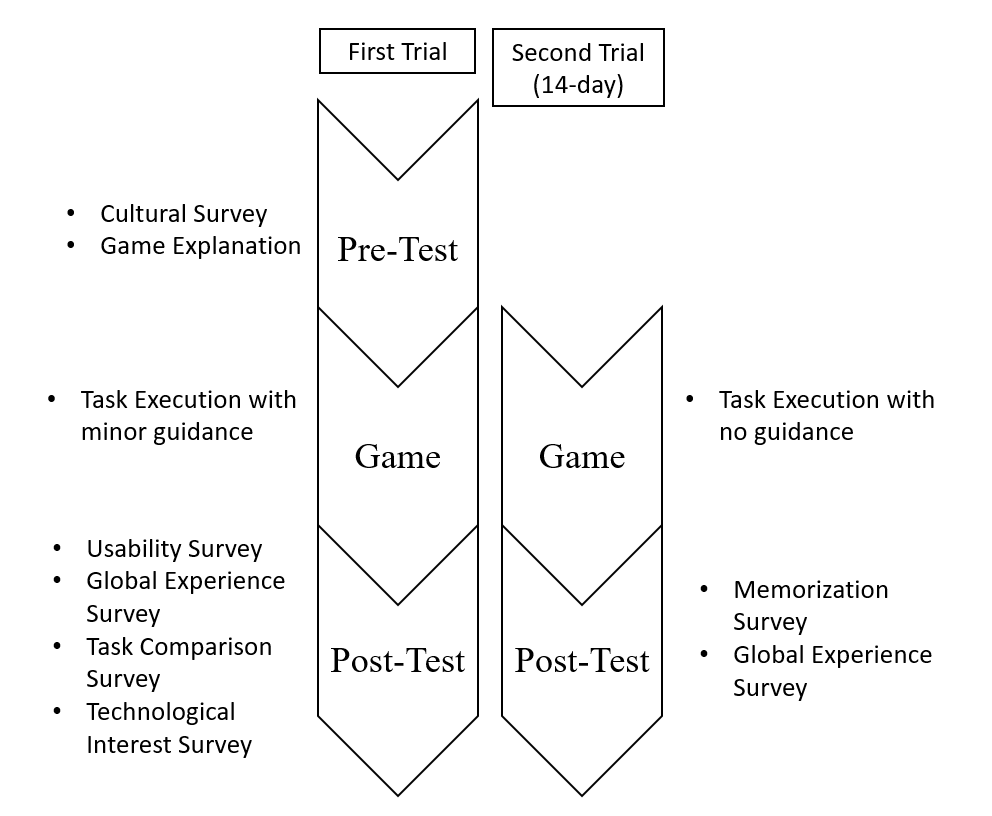 First Trial
Second Trial
(14-day)
• Cultural Survey
• Game Explanation
Pre-Test
• Task Execution with
minor guidance
Game
Game
• Task Execution with
no guidance
• Usability Survey
• Global Experience
Survey
• Task Comparison
Survey
• Technological
Interest Survey
Post-Test
Post-Test
• Memorization
Survey
• Global Experience
Survey